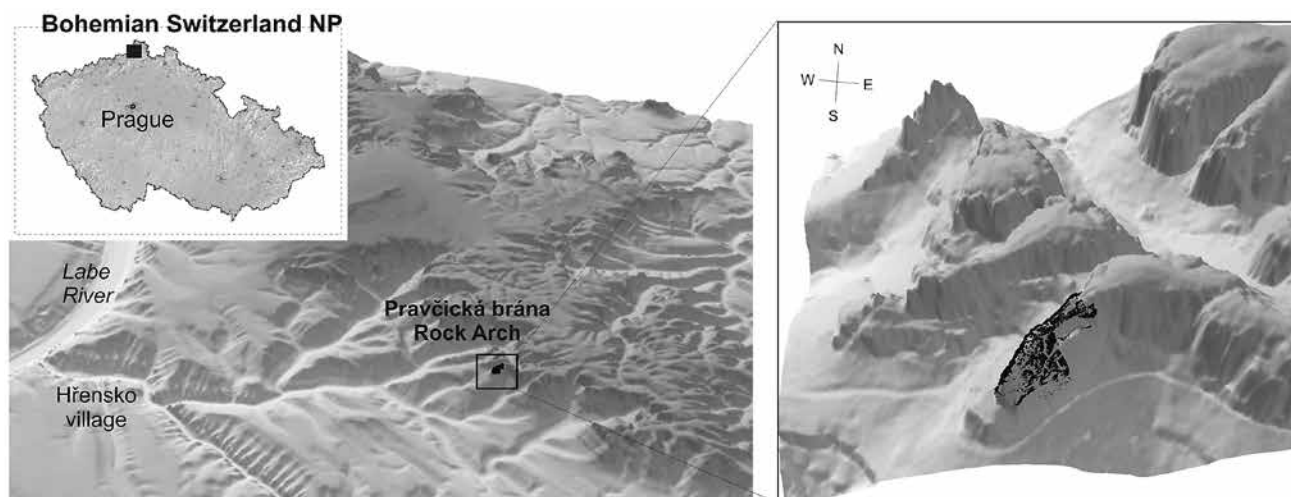 Bohemian Switzerland NP
Prague
Labe
River
Pravčická brána
Rock Arch
Hřensko
village
N
W E
S